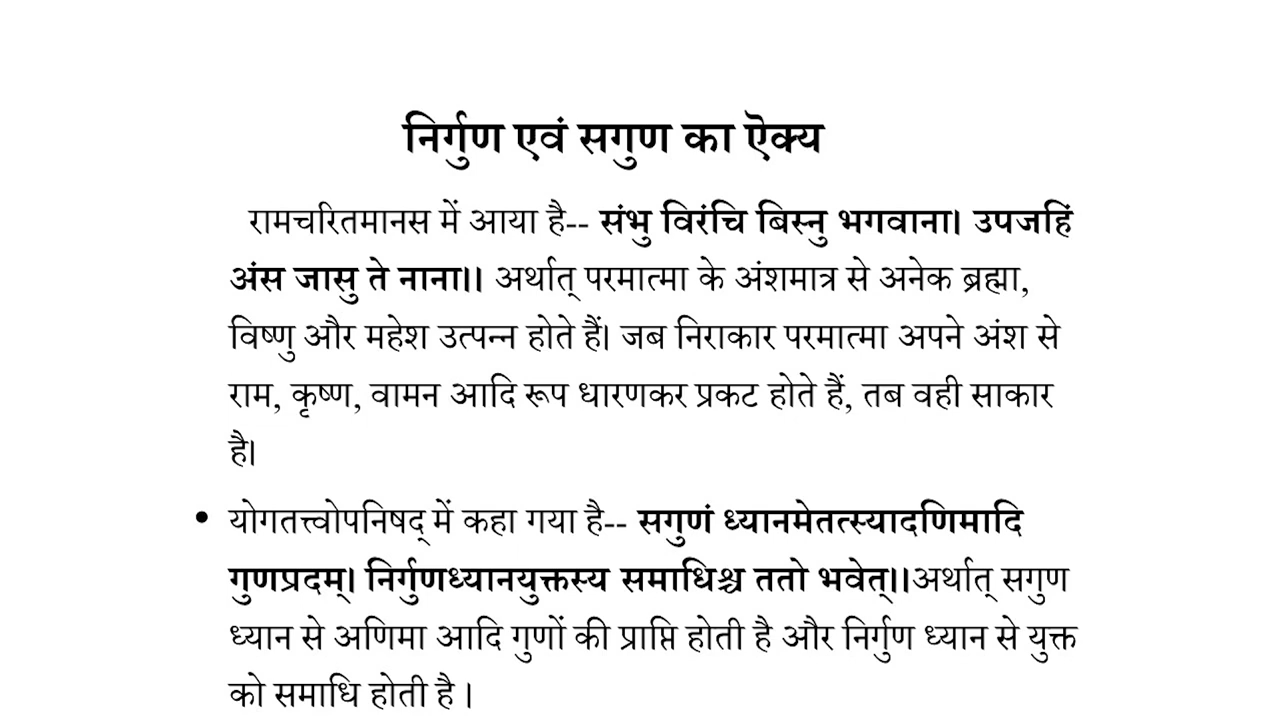 निर्गुण एवं सगुण का ऎक्य
रामचरितमानस में आया है-- संभु विरंचि बिस्नु भगवाना। उपजहिं
अंस जासु ते नाना।। अर्थात् परमात्मा के अंशमात्र से अनेक ब्रह्मा,
विष्णु और महेश उत्पन्न होते हैं। जब निराकार परमात्मा अपने अंश से
राम, कृष्ण, वामन आदि रूप धारणकर प्रकट होते हैं, तब वही साकार
है।
• योगतत्त्वोपनिषद् में कहा गया है-- सगुणं ध्यानमेतत्स्यादणिमादि
गुणप्रदम्। निर्गुणध्यानयुक्तस्य समाधिश्च ततो भवेत्।।अर्थात् सगुण
ध्यान से अणिमा आदि गुणों की प्राप्ति होती है और निर्गुण ध्यान से युक्त
को समाधि होती है ।